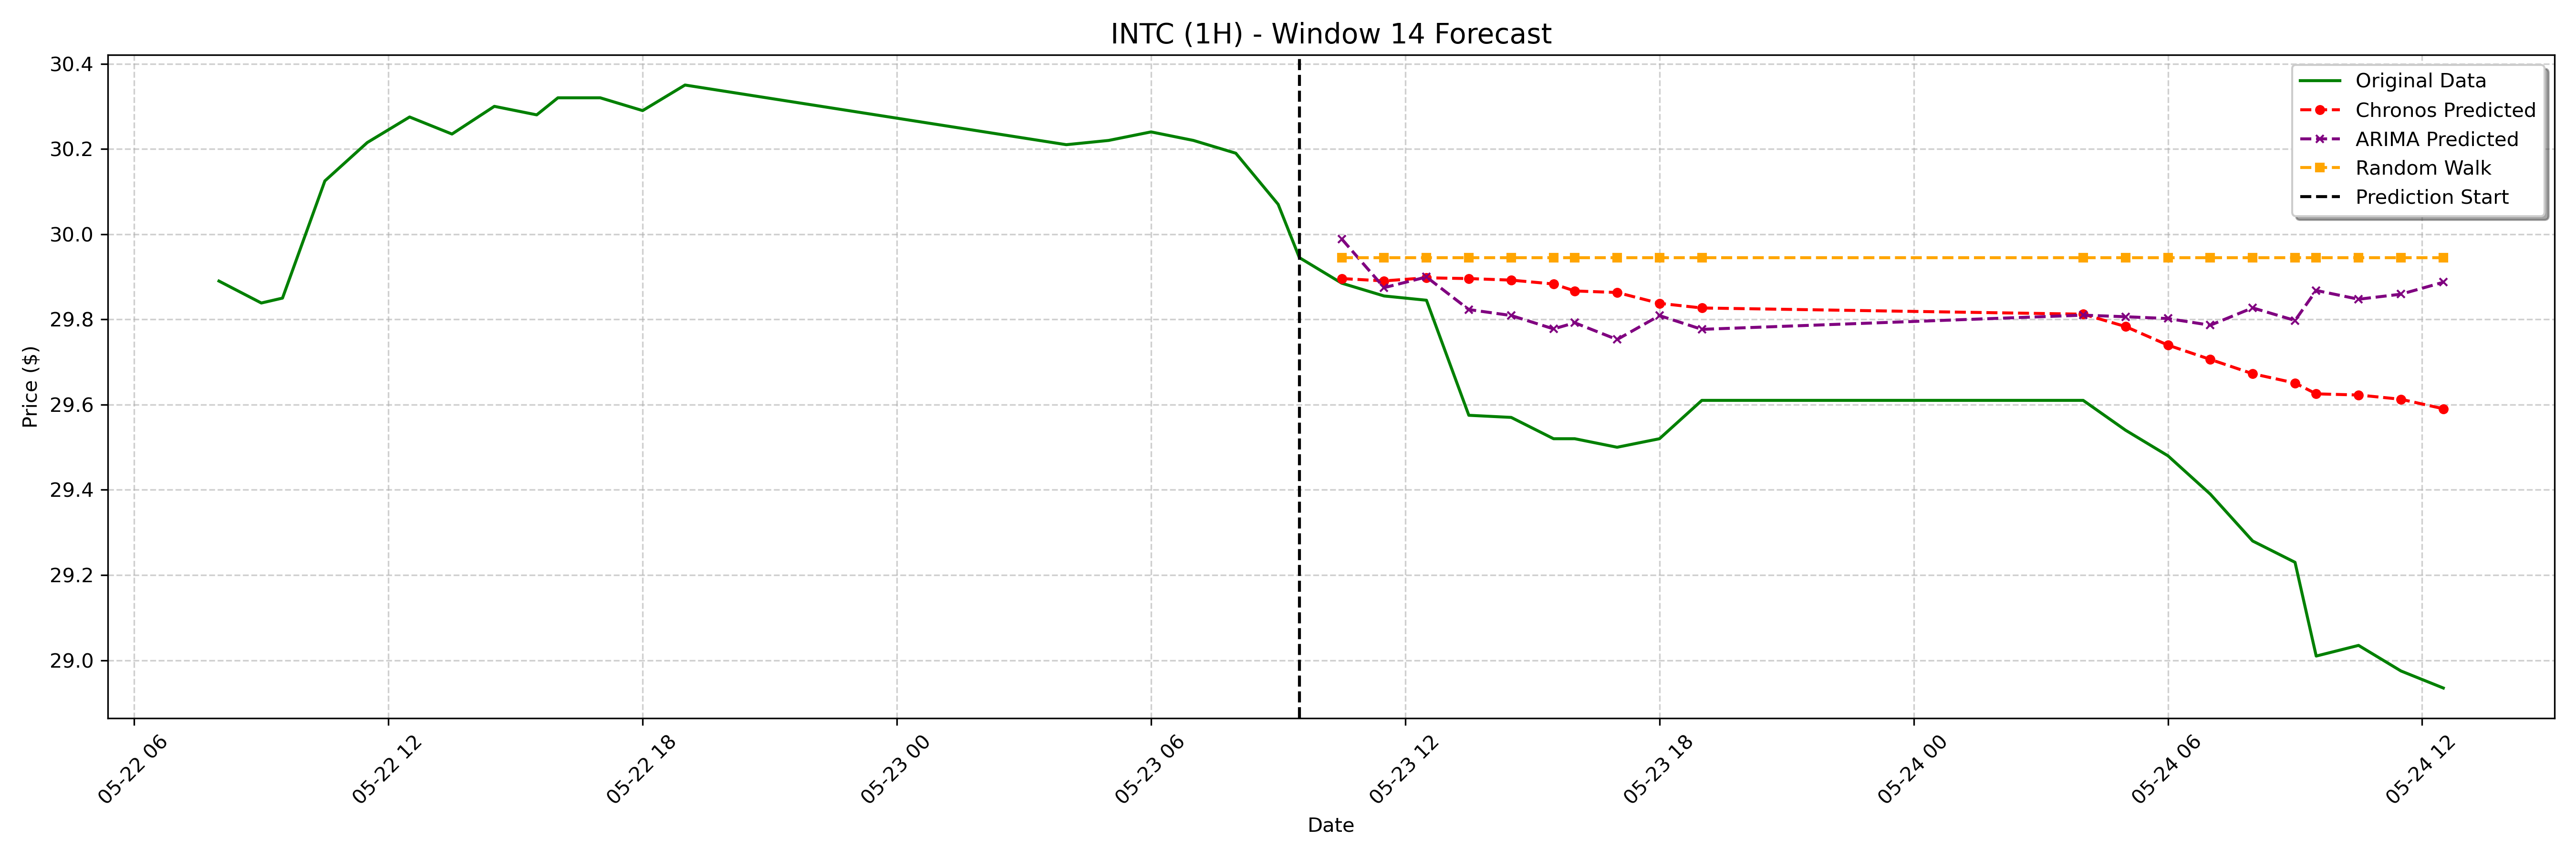 INTC (1H) - Window 14 Forecast
Price ($)
30.4
30.2
30.0
29.8
29.6
29.4
29.2
29.0
Original Data
Chronos Predicted
ARIMA Predicted
Random Walk
Prediction Start
05-22 06
05-22 12
05-22 18
05-23 00
05-23 06
05-23 12
05-23 18
05-24 00
05-24 06
05-24 12
Date